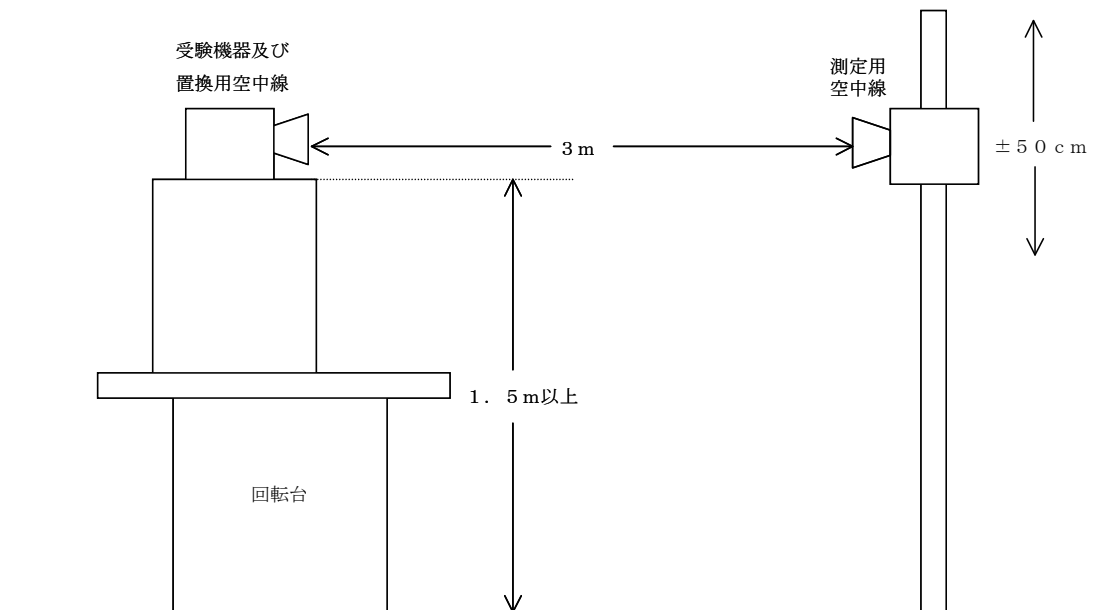 受験機器及び
置換用空中線
測定用
空中線
３ｍ
±５０ｃｍ
１．５ｍ以上
回転台